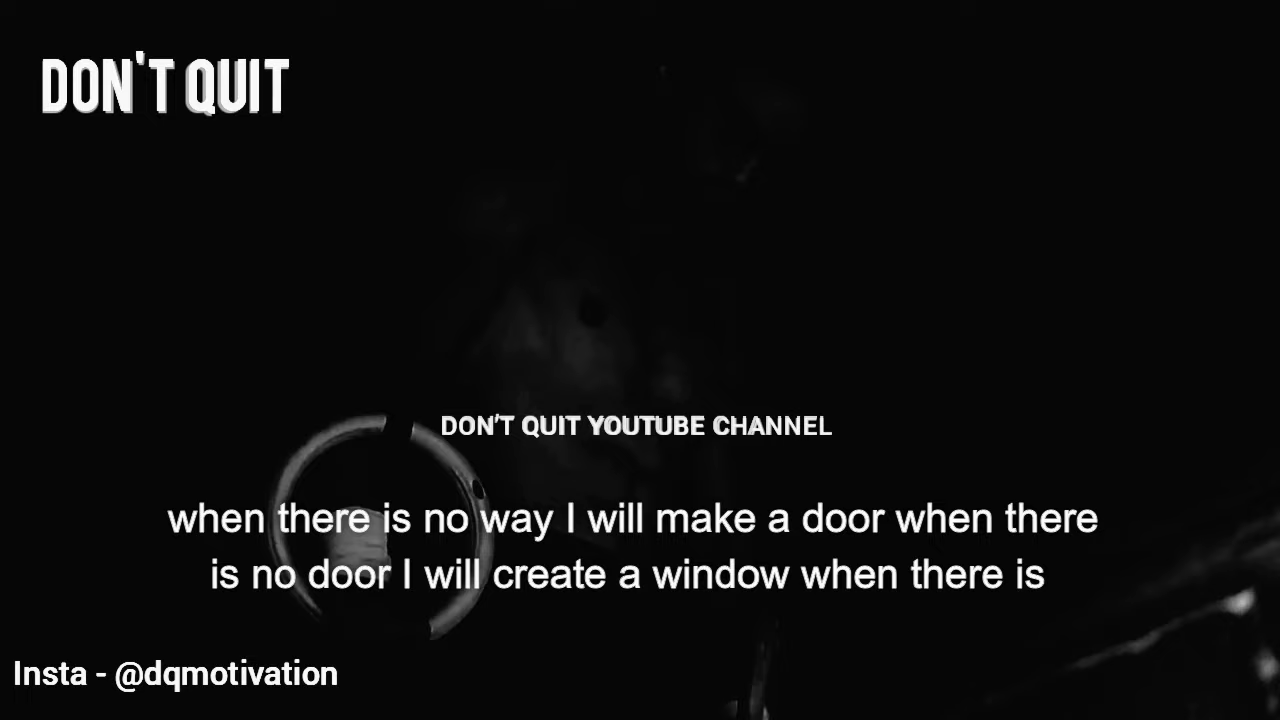 DON'T QUIT
DON'T QUIT YOUTUBE CHANNEL
when there is no way I will make a door when there
is no door I will create a window when there is
Insta - @dqmotivation